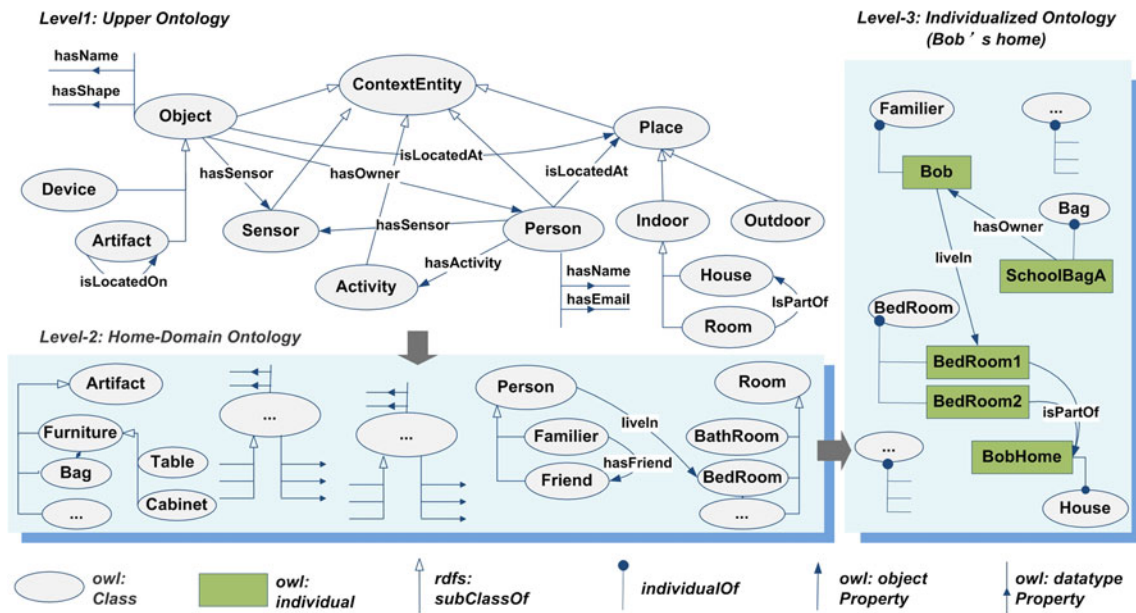 Level1: Upper Ontology
hasName
hasShape
Object
ContextEntity
Place
isLocatedAt
isLocatedAt
hasSensor
hasOwner
Device
Artifact
isLocatedOn
Sensor
hasSensor
Person
Indoor
Outdoor
hasActivity
Activity
hasName
hasEmail
House
IsPartOf
Room
Level-2: Home-Domain Ontology
Artifact
Furniture
Bag
...
Table
Cabinet
...
...
Person
liveIn
Familier
hasFriend
Friend
Room
BathRoom
BedRoom
...
Level-3: Individualized Ontology
(Bob's home)
Familier
...
Bob
Bag
hasOwner
liveIn
SchoolBagA
BedRoom
BedRoom1
BedRoom2
isPartOf
...
BobHome
House
owl:
Class
owl:
individual
rdfs:
subClassOf
individualOf
owl: object
Property
owl: datatype
Property